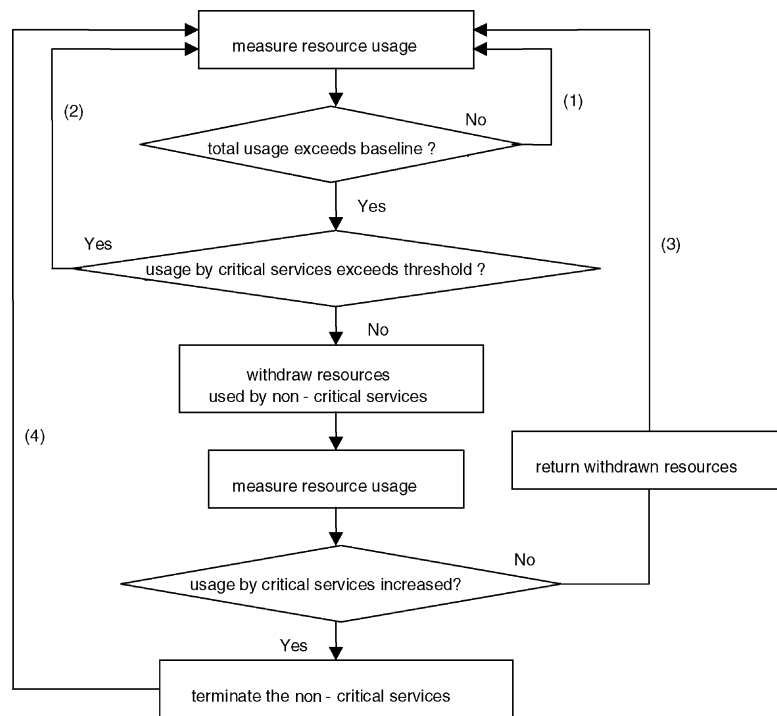 measure resource usage
(2)
(1)
No
total usage exceeds baseline ?
Yes
Yes
(3)
usage by critical services exceeds threshold ?
No
withdraw resources
used by non - critical services
(4)
return withdrawn resources
measure resource usage
No
usage by critical services increased?
Yes
terminate the non - critical services